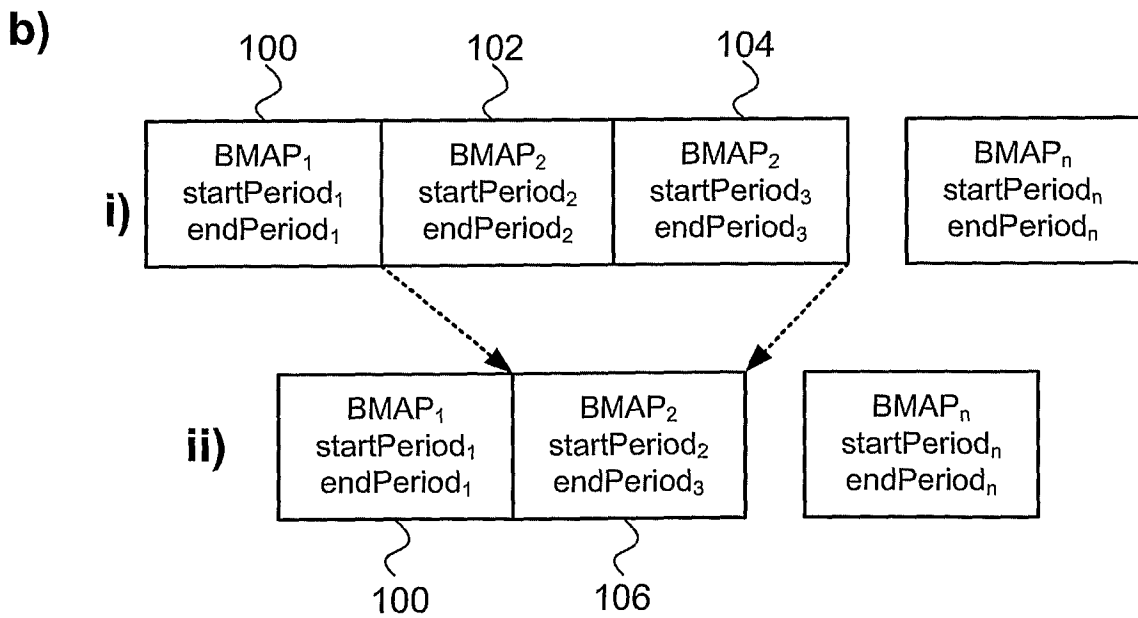 b)
100 102 104
BMAP₁ BMAP₂ BMAP₂ BMAPₙ
startPeriod₁ startPeriod₂ startPeriod₃ startPeriodₙ
i) endPeriod₁ endPeriod₂ endPeriod₃ endPeriodₙ
BMAP₁ BMAP₂ BMAPₙ
ii) startPeriod₁ startPeriod₂ startPeriodₙ
endPeriod₁ endPeriod₃ endPeriodₙ
100 106